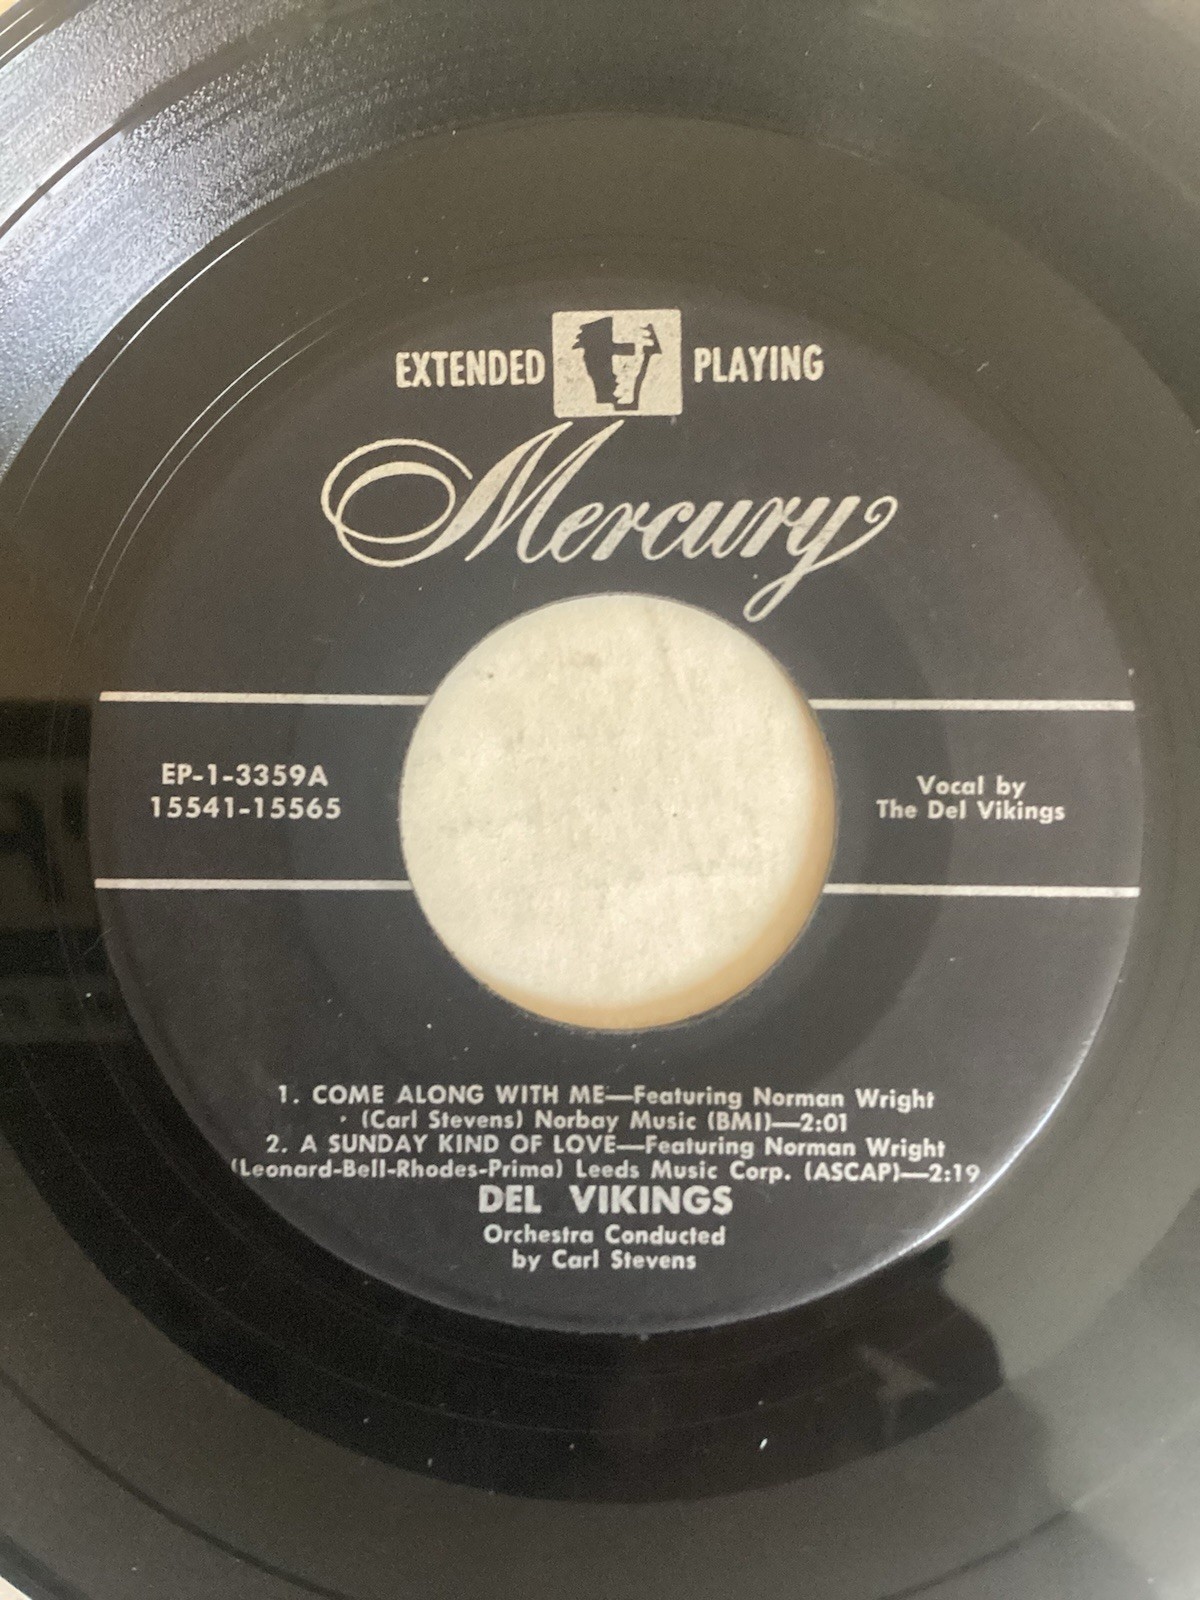 EXTENDED PLAYING
Mercury
EP-1-3359A
15541-15565
Vocal by
The Del Vikings
1. COME ALONG WITH ME—Featuring Norman Wright
(Carl Stevens) Norbay Music (BMI)—2:01
2. A SUNDAY KIND OF LOVE—Featuring Norman Wright
(Leonard-Bell-Rhodes-Prima) Leeds Music Corp. (ASCAP)—2:19
DEL VIKINGS
Orchestra Conducted
by Carl Stevens